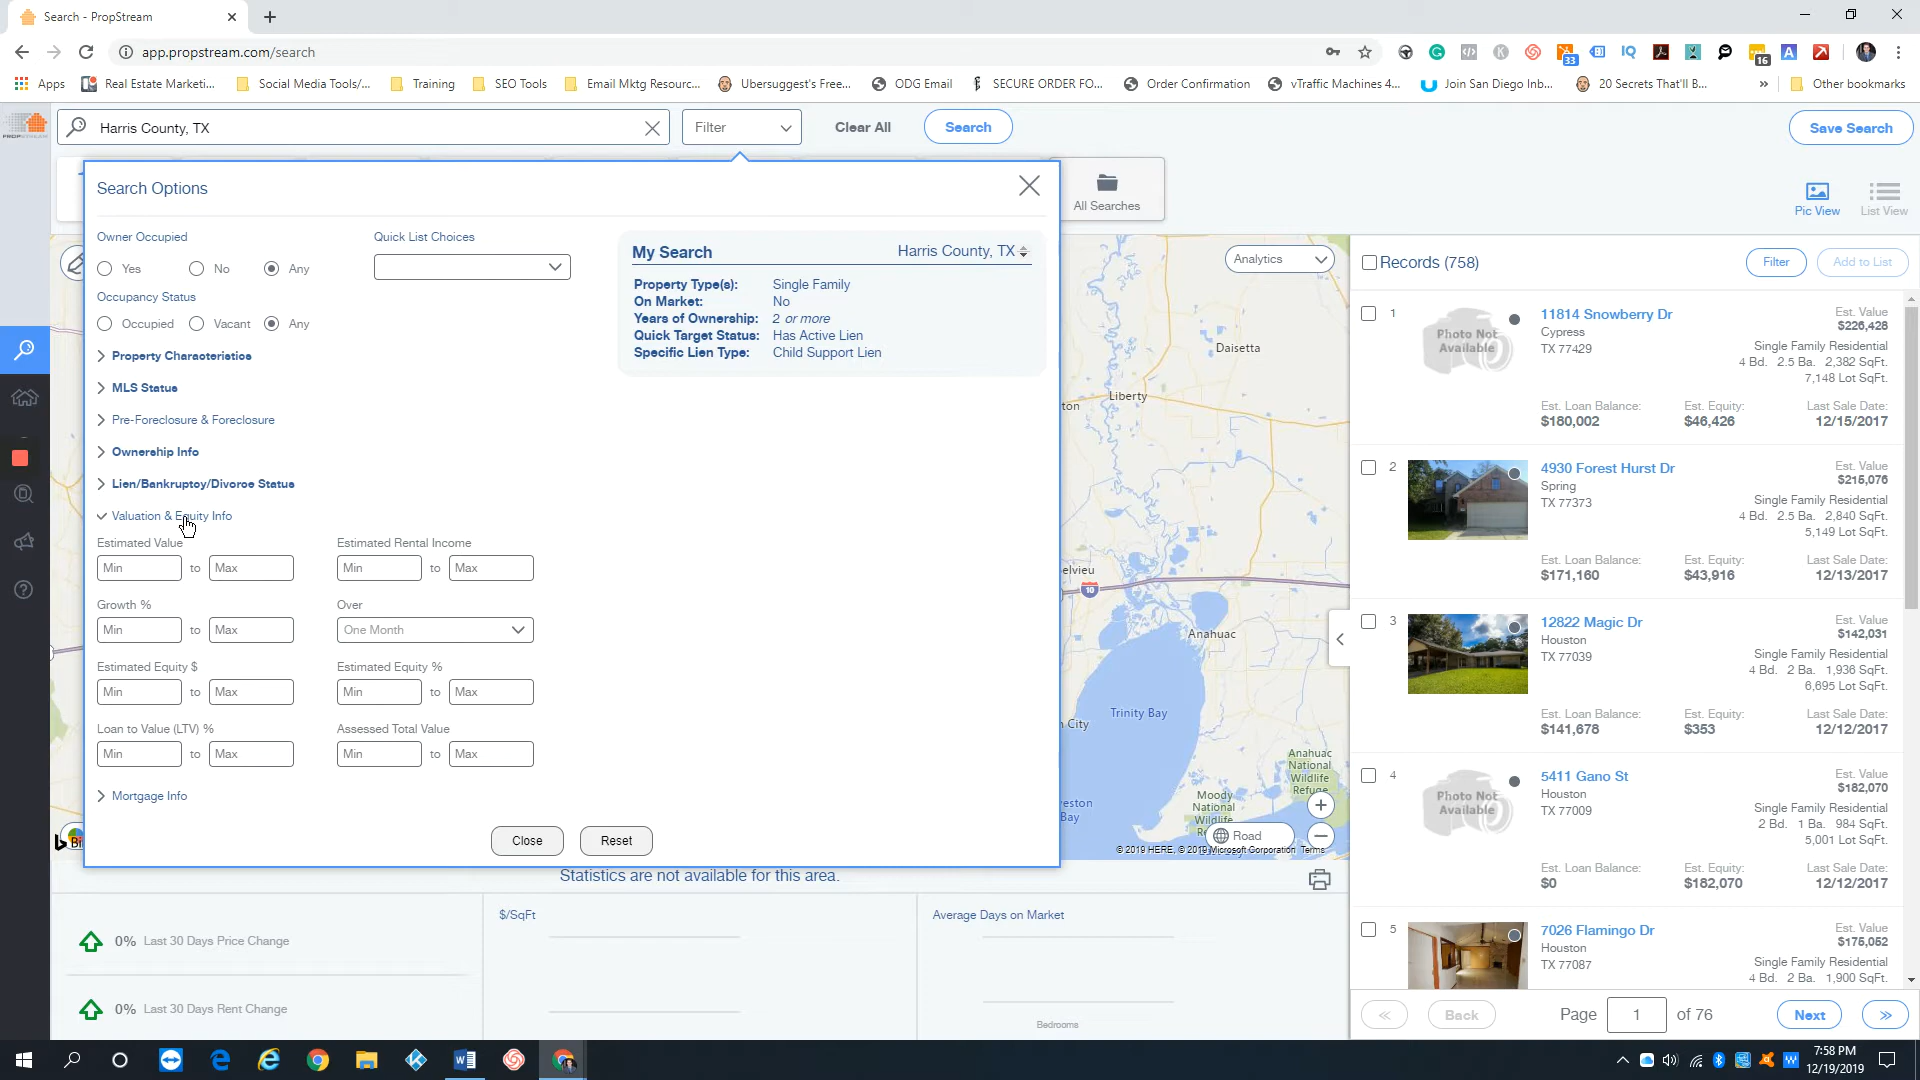 Search - PropStream
app.propstream.com/search
33
16
Apps
Real Estate Marketi...
Social Media Tools/...
Training
SEO Tools
Email Mktg Resourc...
Ubersuggest's Free...
ODG Email
SECURE ORDER FO...
Order Confirmation
vTraffic Machines 4...
Join San Diego Inb...
20 Secrets That'll B...
Other bookmarks
Harris County, TX
Filter
Clear All
Search
Save Search
All Searches
Pic View
List View
Search Options
Owner Occupied
Yes No Any
Quick List Choices
Occupancy Status
Occupied Vacant Any
Property Characteristics
MLS Status
Pre-Foreclosure & Foreclosure
Ownership Info
Lien/Bankruptcy/Divorce Status
Valuation & Equity Info
Estimated Value
Min to Max
Estimated Rental Income
Min to Max
Growth %
Min to Max
Over
One Month
Estimated Equity $
Min to Max
Estimated Equity %
Min to Max
Loan to Value (LTV) %
Min to Max
Assessed Total Value
Min to Max
Mortgage Info
Close
Reset
My Search
Harris County, TX
Property Type(s): Single Family
On Market: No
Years of Ownership: 2 or more
Quick Target Status: Has Active Lien
Specific Lien Type: Child Support Lien
Analytics
Daisetta
Liberty
10
Anahuac
Trinity Bay
Anahuac
National
Wildlife
Refuge
Moody
National
Wildlife
Road
© 2019 HERE, © 2019 Microsoft Corporation Terms
Records (758)
Filter
Add to List
1
Photo Not
Available
11814 Snowberry Dr
Cypress
TX 77429
Est. Value
$226,428
Single Family Residential
4 Bd. 2.5 Ba. 2,382 SqFt.
7,148 Lot SqFt.
Est. Loan Balance:
$180,002
Est. Equity:
$46,426
Last Sale Date:
12/15/2017
2
4930 Forest Hurst Dr
Spring
TX 77373
Est. Value
$215,076
Single Family Residential
4 Bd. 2.5 Ba. 2,840 SqFt.
5,149 Lot SqFt.
Est. Loan Balance:
$171,160
Est. Equity:
$43,916
Last Sale Date:
12/13/2017
3
12822 Magic Dr
Houston
TX 77039
Est. Value
$142,031
Single Family Residential
4 Bd. 2 Ba. 1,936 SqFt.
6,695 Lot SqFt.
Est. Loan Balance:
$141,678
Est. Equity:
$353
Last Sale Date:
12/12/2017
4
Photo Not
Available
5411 Gano St
Houston
TX 77009
Est. Value
$182,070
Single Family Residential
2 Bd. 1 Ba. 984 SqFt.
5,001 Lot SqFt.
Est. Loan Balance:
$0
Est. Equity:
$182,070
Last Sale Date:
12/12/2017
5
7026 Flamingo Dr
Houston
TX 77087
Est. Value
$175,052
Single Family Residential
4 Bd. 2 Ba. 1,900 SqFt.
Back
Page 1 of 76
Next
Statistics are not available for this area.
0% Last 30 Days Price Change
0% Last 30 Days Rent Change
$/SqFt
Average Days on Market
Bedrooms
7:58 PM
12/19/2019